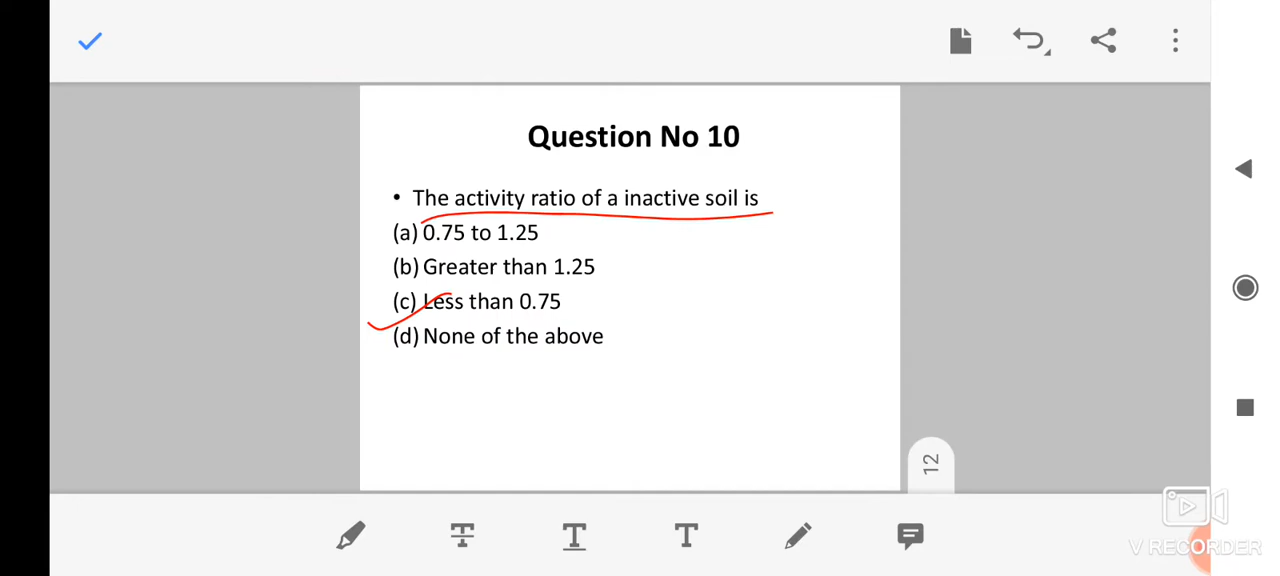 Question No 10
• The activity ratio of a inactive soil is
(a) 0.75 to 1.25
(b) Greater than 1.25
(c) Less than 0.75
(d) None of the above
12
T
T
T
V RECORDER